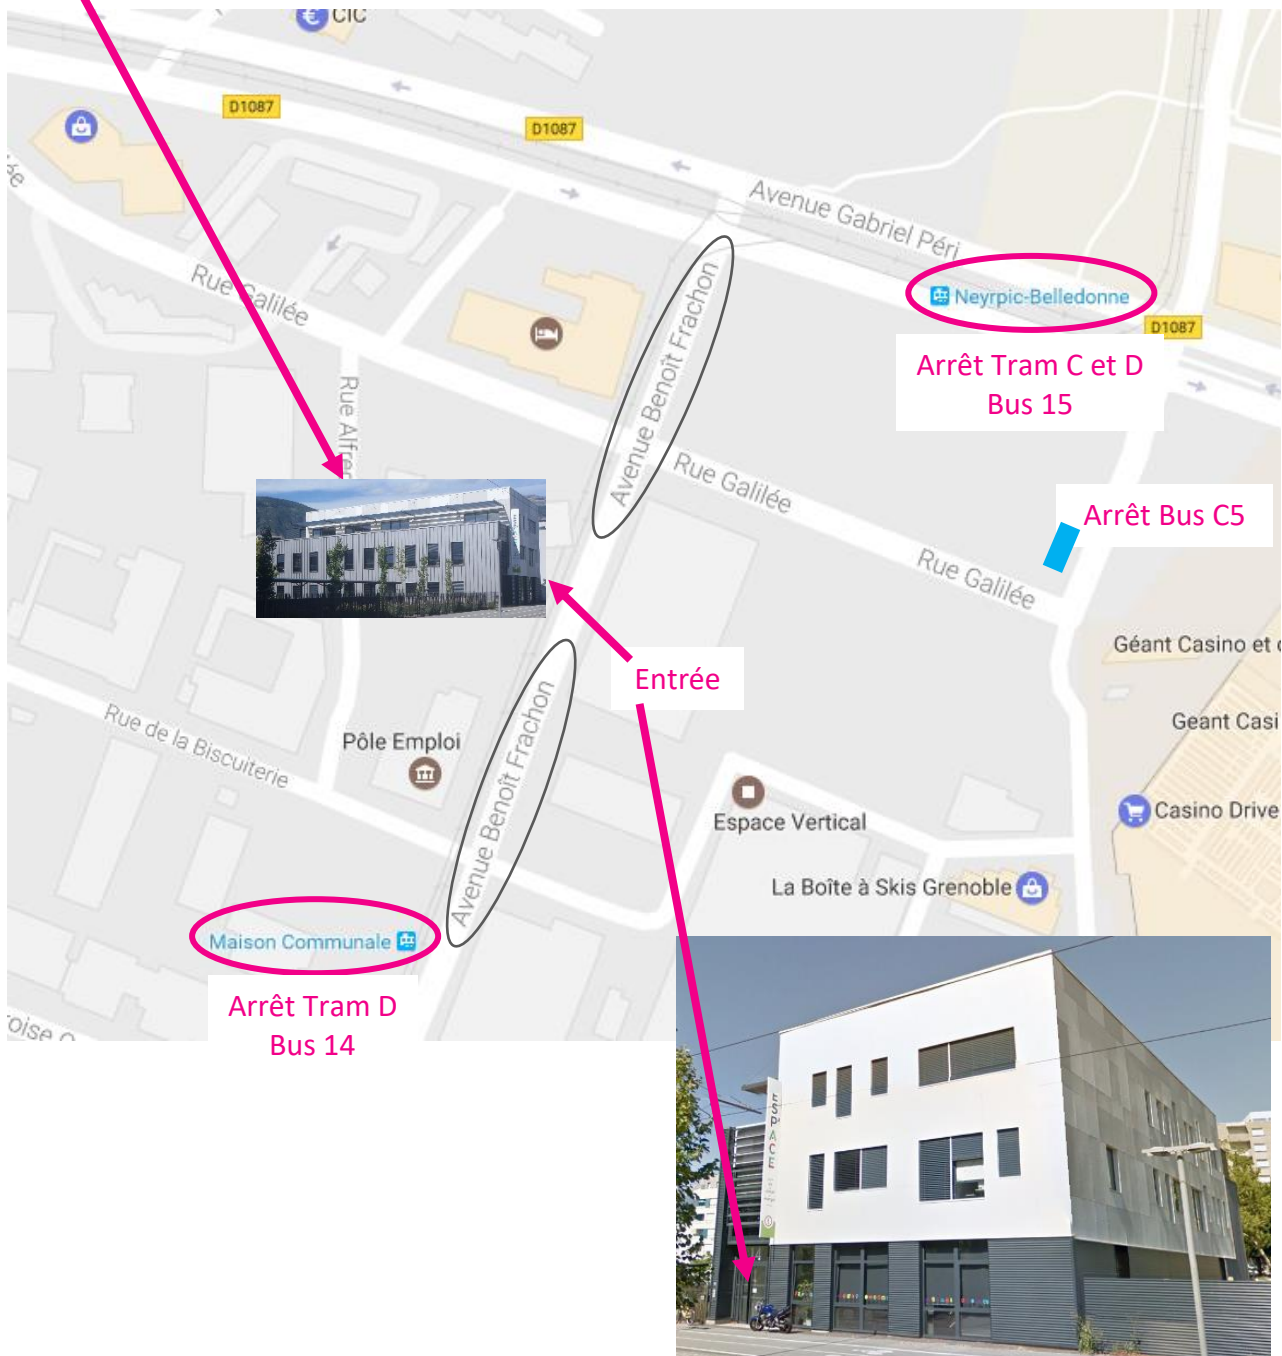 CIC
D1087
D1087
Avenue Gabriel Péri
ée
Rue Galilée
Avenue Benoît Frachon
Neyrpic-Belledonne
D1087
Arrêt Tram C et D
Bus 15
Rue Alfred
Rue Galilée
Arrêt Bus C5
Rue Galilée
Géant Casino et
Entrée
Geant Casi
Rue de la Biscuiterie
Pôle Emploi
Avenue Benoît Frachon
Espace Vertical
Casino Drive
La Boîte à Skis Grenoble
Maison Communale
Arrêt Tram D
Bus 14
oise
ESPACE